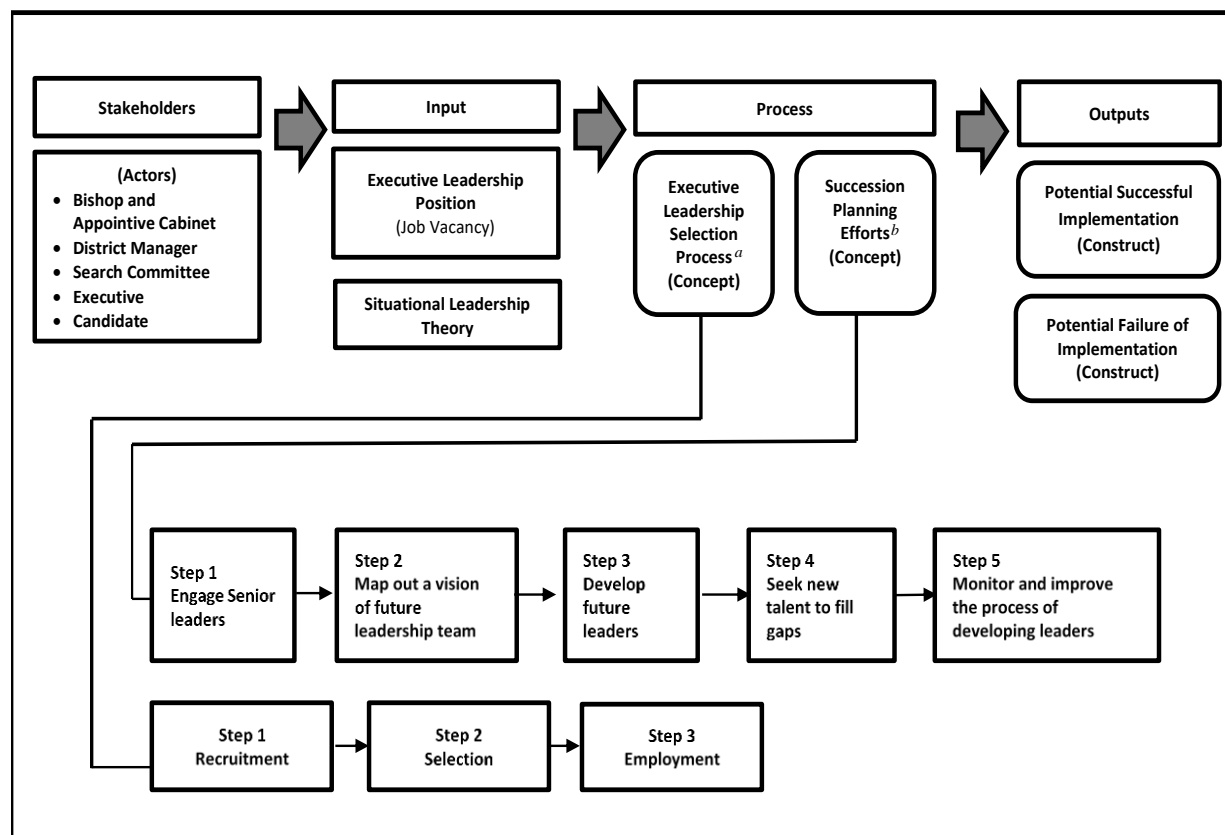 Stakeholders
Input
Process
Outputs
(Actors)
• Bishop and
Appointive Cabinet
• District Manager
• Search Committee
• Executive
• Candidate
Executive Leadership
Position
(Job Vacancy)
Situational Leadership
Theory
Executive
Leadership
Selection
Process a
(Concept)
Succession
Planning
Efforts b
(Concept)
Potential Successful
Implementation
(Construct)
Potential Failure of
Implementation
(Construct)
Step 1
Engage Senior
leaders
Step 2
Map out a vision
of future
leadership team
Step 3
Develop
future
leaders
Step 4
Seek new
talent to fill
gaps
Step 5
Monitor and improve
the process of
developing leaders
Step 1
Recruitment
Step 2
Selection
Step 3
Employment